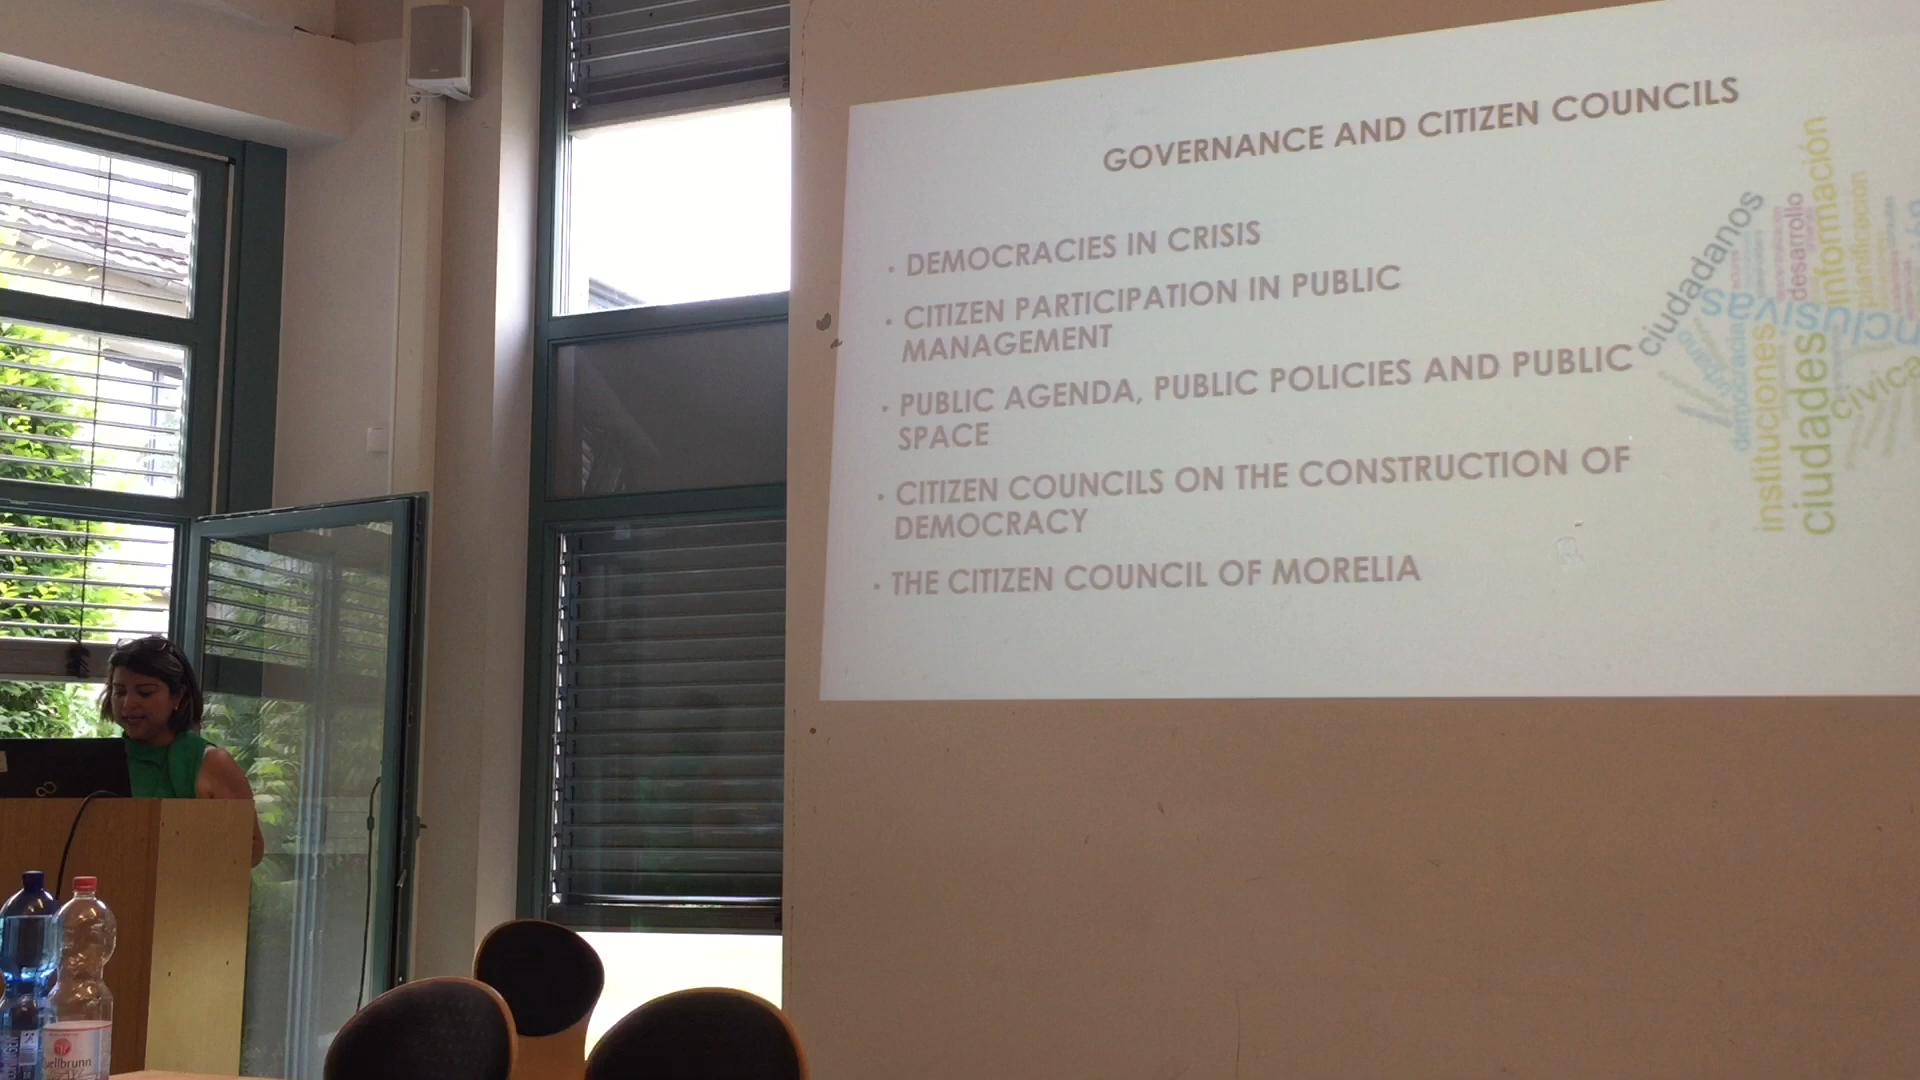 GOVERNANCE AND CITIZEN COUNCILS
• DEMOCRACIES IN CRISIS
• CITIZEN PARTICIPATION IN PUBLIC
MANAGEMENT
• PUBLIC AGENDA, PUBLIC POLICIES AND PUBLIC
SPACE
• CITIZEN COUNCILS ON THE CONSTRUCTION OF
DEMOCRACY
• THE CITIZEN COUNCIL OF MORELIA
ciudadanos
desarrollo
información
planificación
instituciones
ciudades
democracia